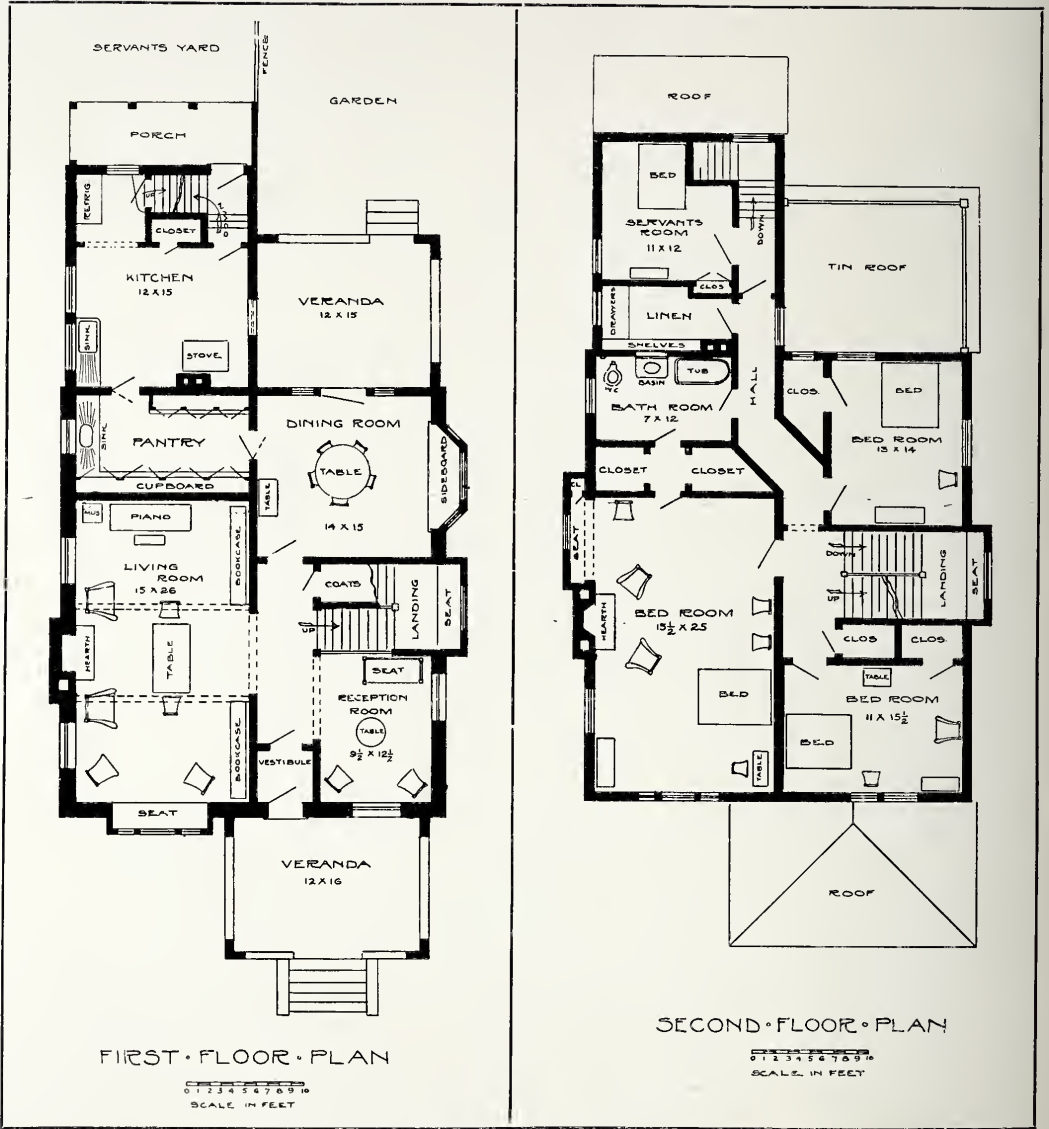 SERVANTS YARD
FENCE
GARDEN
PORCH
REFRIG.
UP
DOWN
CLOSET
KITCHEN
12 X 15
VERANDA
12 X 15
SINK
STOVE
DINING ROOM
SINK
PANTRY
TABLE
SIDEBOARD
CUPBOARD
TABLE
14 X 15
MUS
PIANO
BOOKCASE
LIVING
ROOM
15 X 26
COATS
LANDING
SEAT
UP
HEARTH
TABLE
SEAT
RECEPTION
ROOM
TABLE
9½ X 12½
BOOKCASE
VESTIBULE
SEAT
VERANDA
12 X 16
FIRST · FLOOR · PLAN
0 1 2 3 4 5 6 7 8 9 10
SCALE IN FEET
ROOF
BED
SERVANTS
ROOM
11 X 12
DOWN
TIN ROOF
CLOS
DRAWERS
LINEN
SHELVES
WC
BASIN
TUB
HALL
CLOS.
BED
BATH ROOM
7 X 12
BED ROOM
13 X 14
CLOSET
CLOSET
CL
SEAT
DOWN
LANDING
SEAT
UP
HEARTH
BED ROOM
15½ X 25
CLOS
CLOS.
BED
TABLE
BED ROOM
11 X 15½
BED
TABLE
ROOF
SECOND · FLOOR · PLAN
0 1 2 3 4 5 6 7 8 9 10
SCALE IN FEET